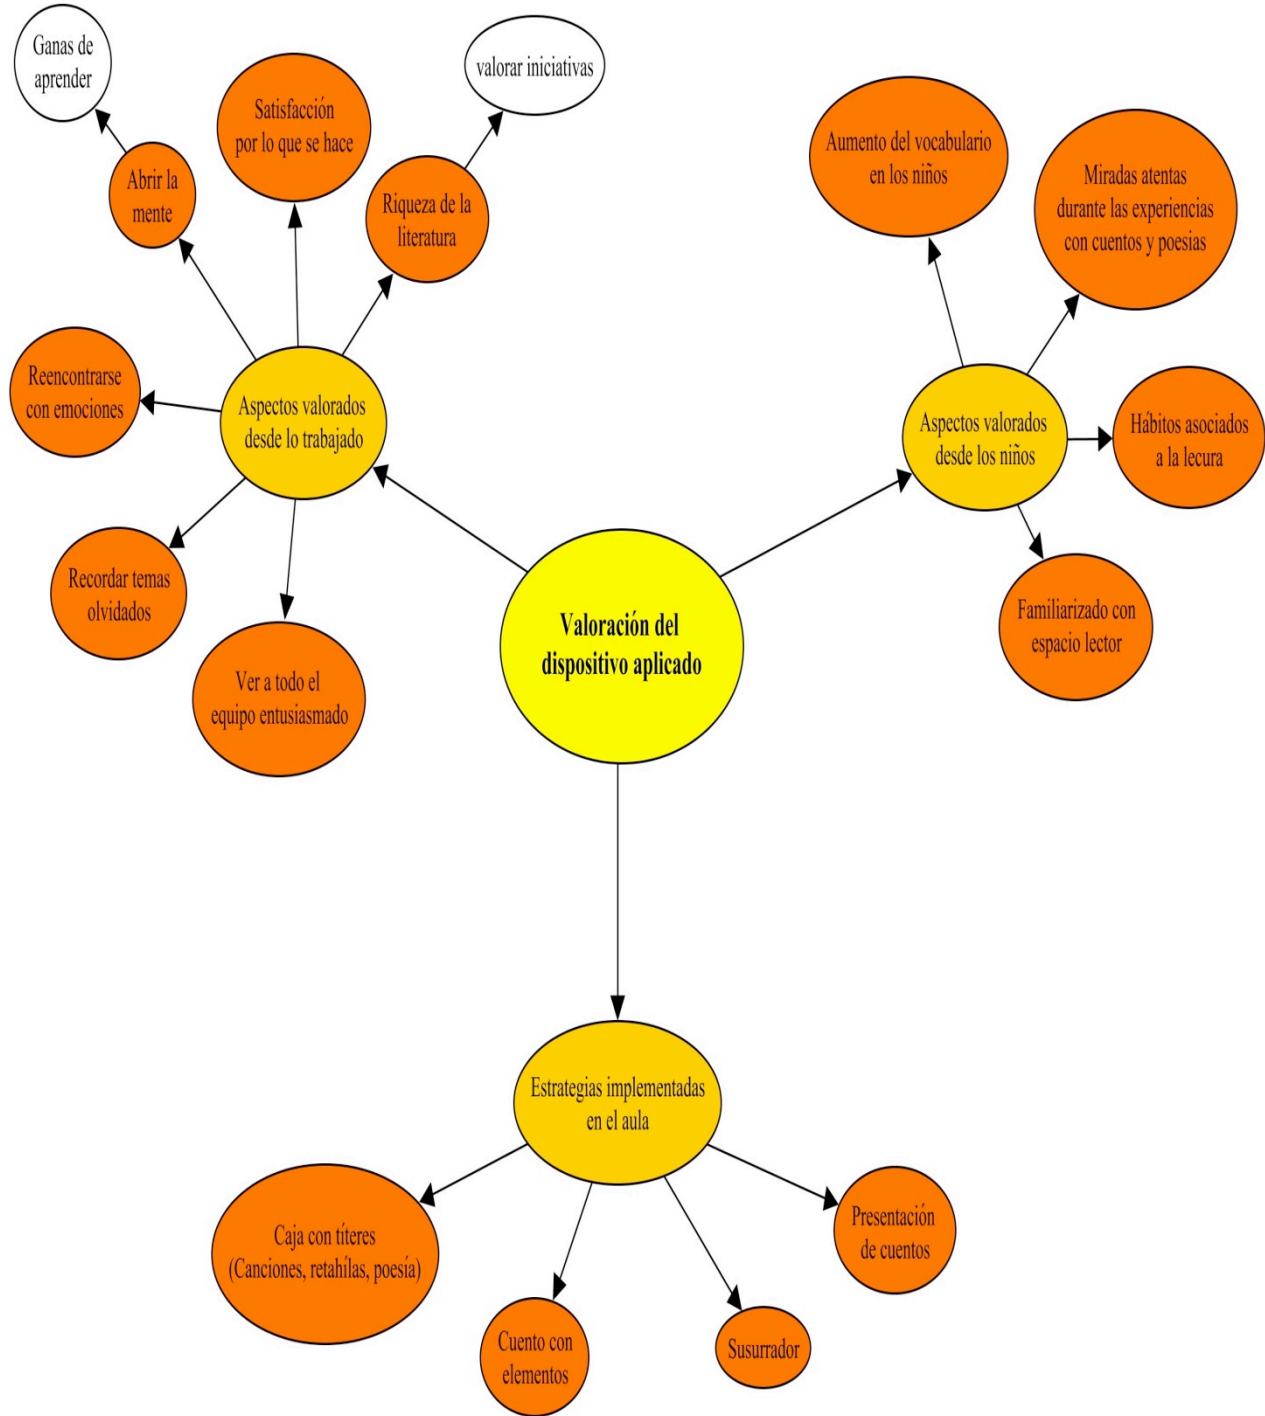 Ganas de
aprender
valorar iniciativas
Satisfacción
por lo que se hace
Abrir la
mente
Riqueza de la
literatura
Aumento del vocabulario
en los niños
Miradas atentas
durante las experiencias
con cuentos y poesias
Reencontrarse
con emociones
Aspectos valorados
desde lo trabajado
Aspectos valorados
desde los niños
Hábitos asociados
a la lecura
Recordar temas
olvidados
Familiarizado con
espacio lector
Ver a todo el
equipo entusiasmado
Valoración del
dispositivo aplicado
Estrategias implementadas
en el aula
Caja con títeres
(Canciones, retahílas, poesía)
Cuento con
elementos
Susurrador
Presentación
de cuentos